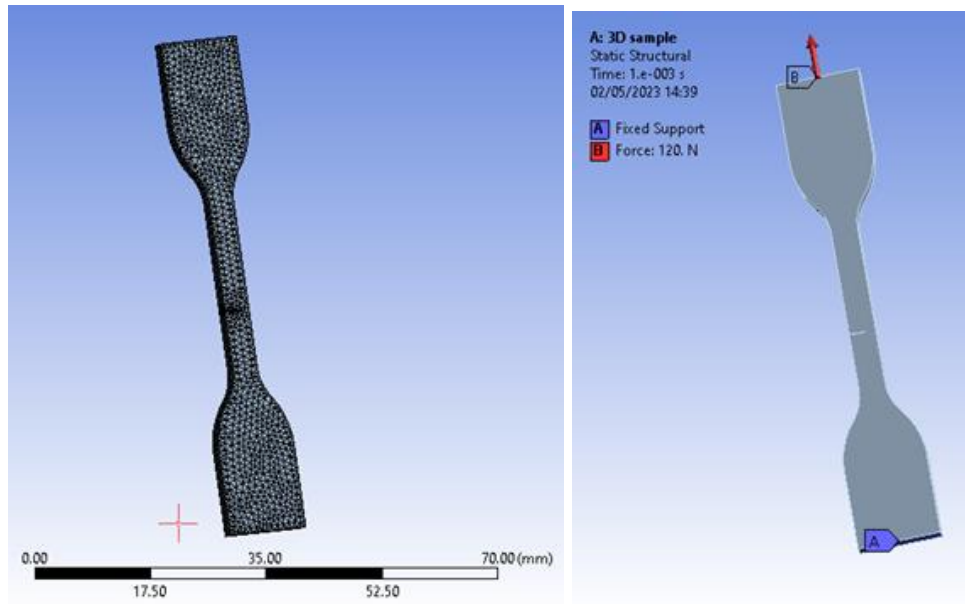 0.00 35.00 70.00 (mm)
17.50 52.50
A: 3D sample
Static Structural
Time: 1.e-003 s
02/05/2023 14:39
A Fixed Support
B Force: 120. N
B
A